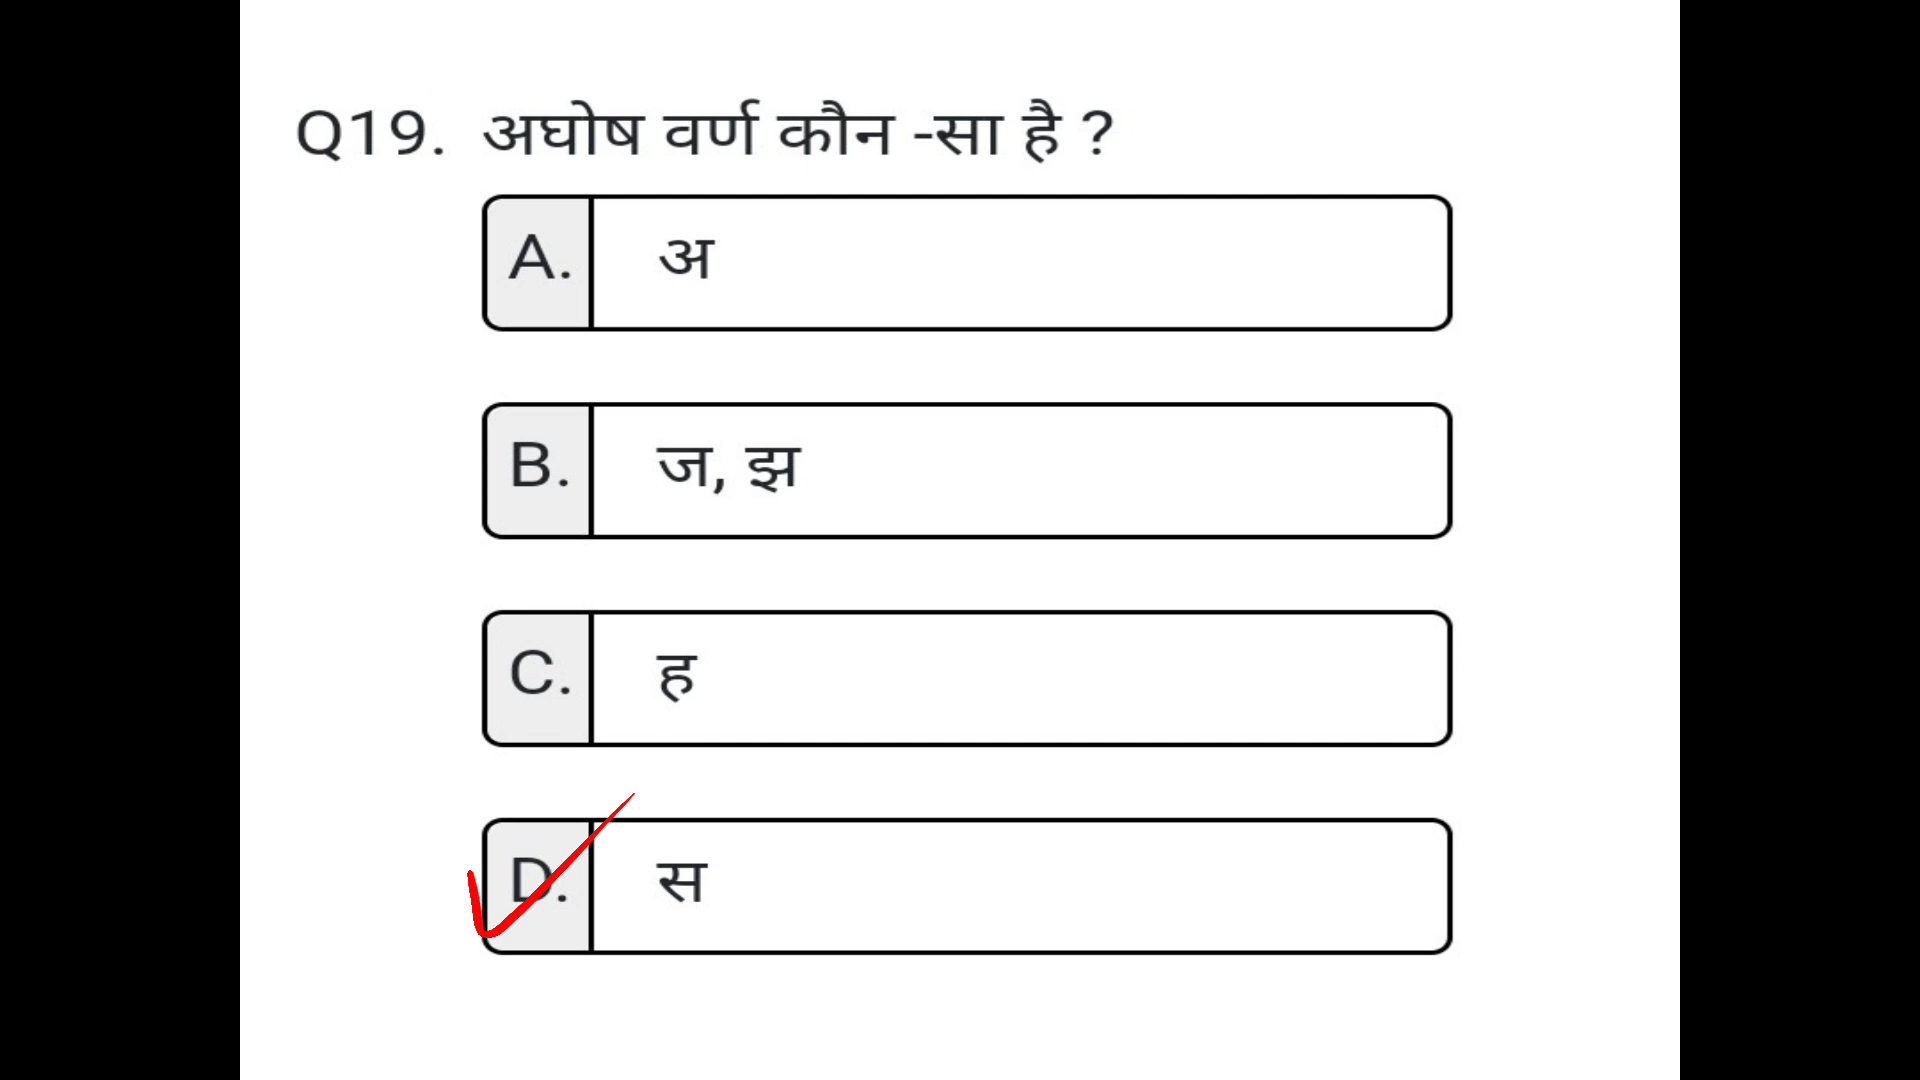 Q19. अघोष वर्ण कौन -सा है ?
A. अ
B. ज, झ
C. ह
D. स